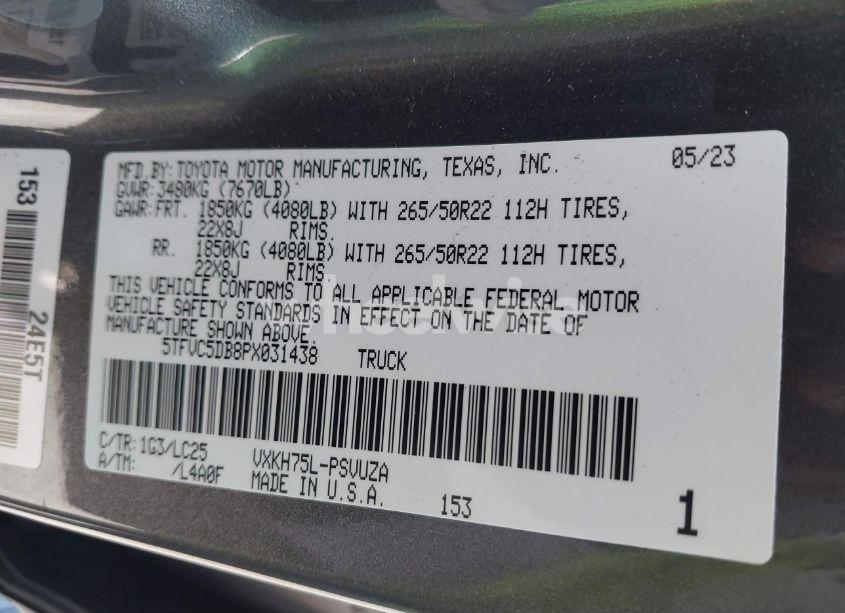 MFD.BY:TOYOTA MOTOR MANUFACTURING, TEXAS, INC. 05/23
GVWR:3480KG (7670LB)
GAWR:FRT. 1850KG (4080LB) WITH 265/50R22 112H TIRES,
22X8J RIMS.
RR. 1850KG (4080LB) WITH 265/50R22 112H TIRES,
22X8J RIMS
THIS VEHICLE CONFORMS TO ALL APPLICABLE FEDERAL MOTOR
VEHICLE SAFETY STANDARDS IN EFFECT ON THE DATE OF
MANUFACTURE SHOWN ABOVE.
5TFVC5DB8PX031438 TRUCK
C/TR:1G3/LC25 VXKH75L-PSVUZA
A/TM: /L4A0F MADE IN U.S.A.
153 1
153
24E5T